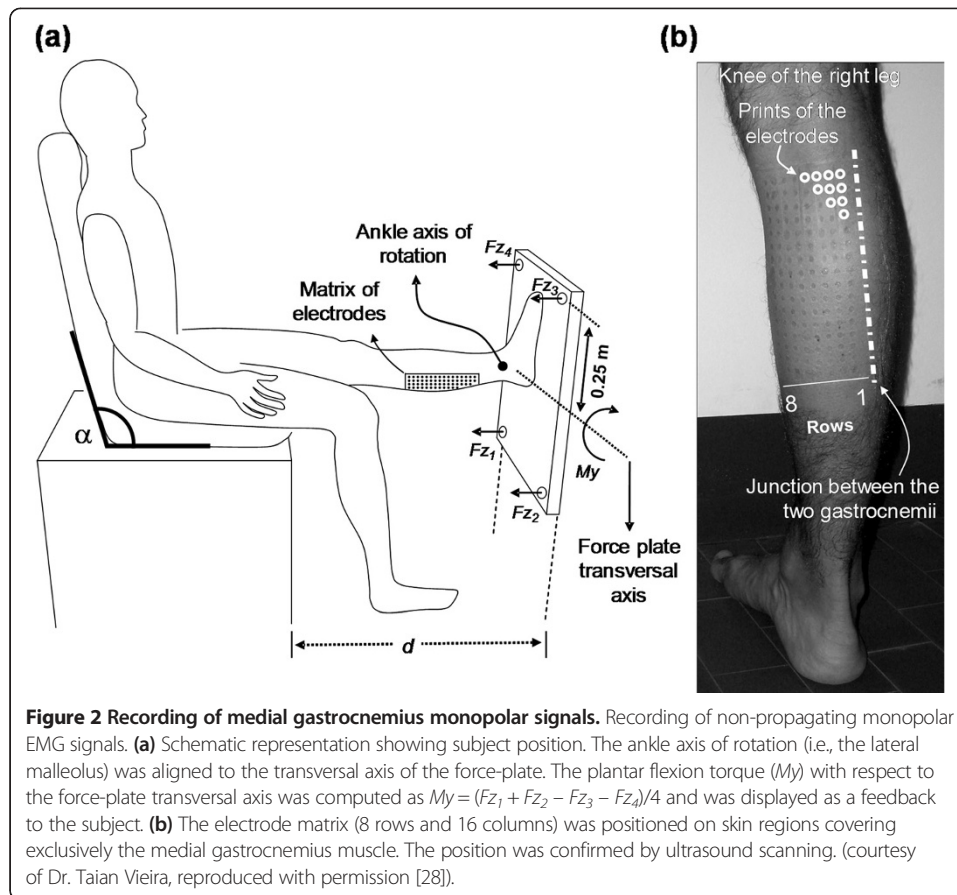 (a)
Ankle axis of
rotation
Matrix of
electrodes
Fz4
Fz3
0.25 m
α
Fz1
My
Fz2
Force plate
transversal
axis
d
(b)
Knee of the right leg
Prints of the
electrodes
8
1
Rows
Junction between the
two gastrocnemii
Figure 2 Recording of medial gastrocnemius monopolar signals. Recording of non-propagating monopolar
EMG signals. (a) Schematic representation showing subject position. The ankle axis of rotation (i.e., the lateral
malleolus) was aligned to the transversal axis of the force-plate. The plantar flexion torque (My) with respect to
the force-plate transversal axis was computed as My = (Fz1 + Fz2 – Fz3 – Fz4)/4 and was displayed as a feedback
to the subject. (b) The electrode matrix (8 rows and 16 columns) was positioned on skin regions covering
exclusively the medial gastrocnemius muscle. The position was confirmed by ultrasound scanning. (courtesy
of Dr. Taian Vieira, reproduced with permission [28]).